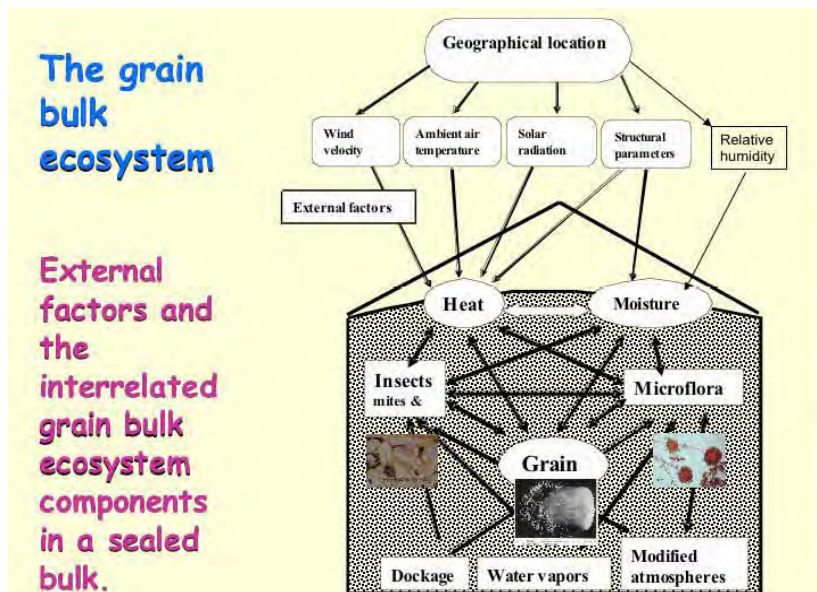 The grain
bulk
ecosystem
External
factors and
the
interrelated
grain bulk
ecosystem
components
in a sealed
bulk.
Geographical location
Wind
velocity
Ambient air
temperature
Solar
radiation
Structural
parameters
Relative
humidity
External factors
Heat
Moisture
Insects
mites &
Microflora
Grain
Dockage
Water vapors
Modified
atmospheres